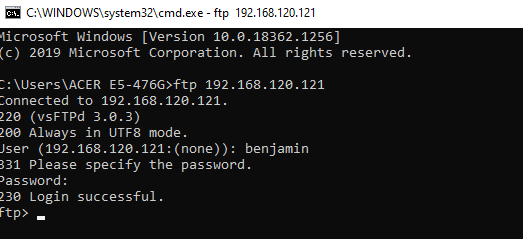 C:\WINDOWS\system32\cmd.exe - ftp 192.168.120.121
Microsoft Windows [Version 10.0.18362.1256]
(c) 2019 Microsoft Corporation. All rights reserved.
C:\Users\ACER E5-476G>ftp 192.168.120.121
Connected to 192.168.120.121.
220 (vsFTPd 3.0.3)
200 Always in UTF8 mode.
User (192.168.120.121:(none)): benjamin
331 Please specify the password.
Password:
230 Login successful.
ftp>